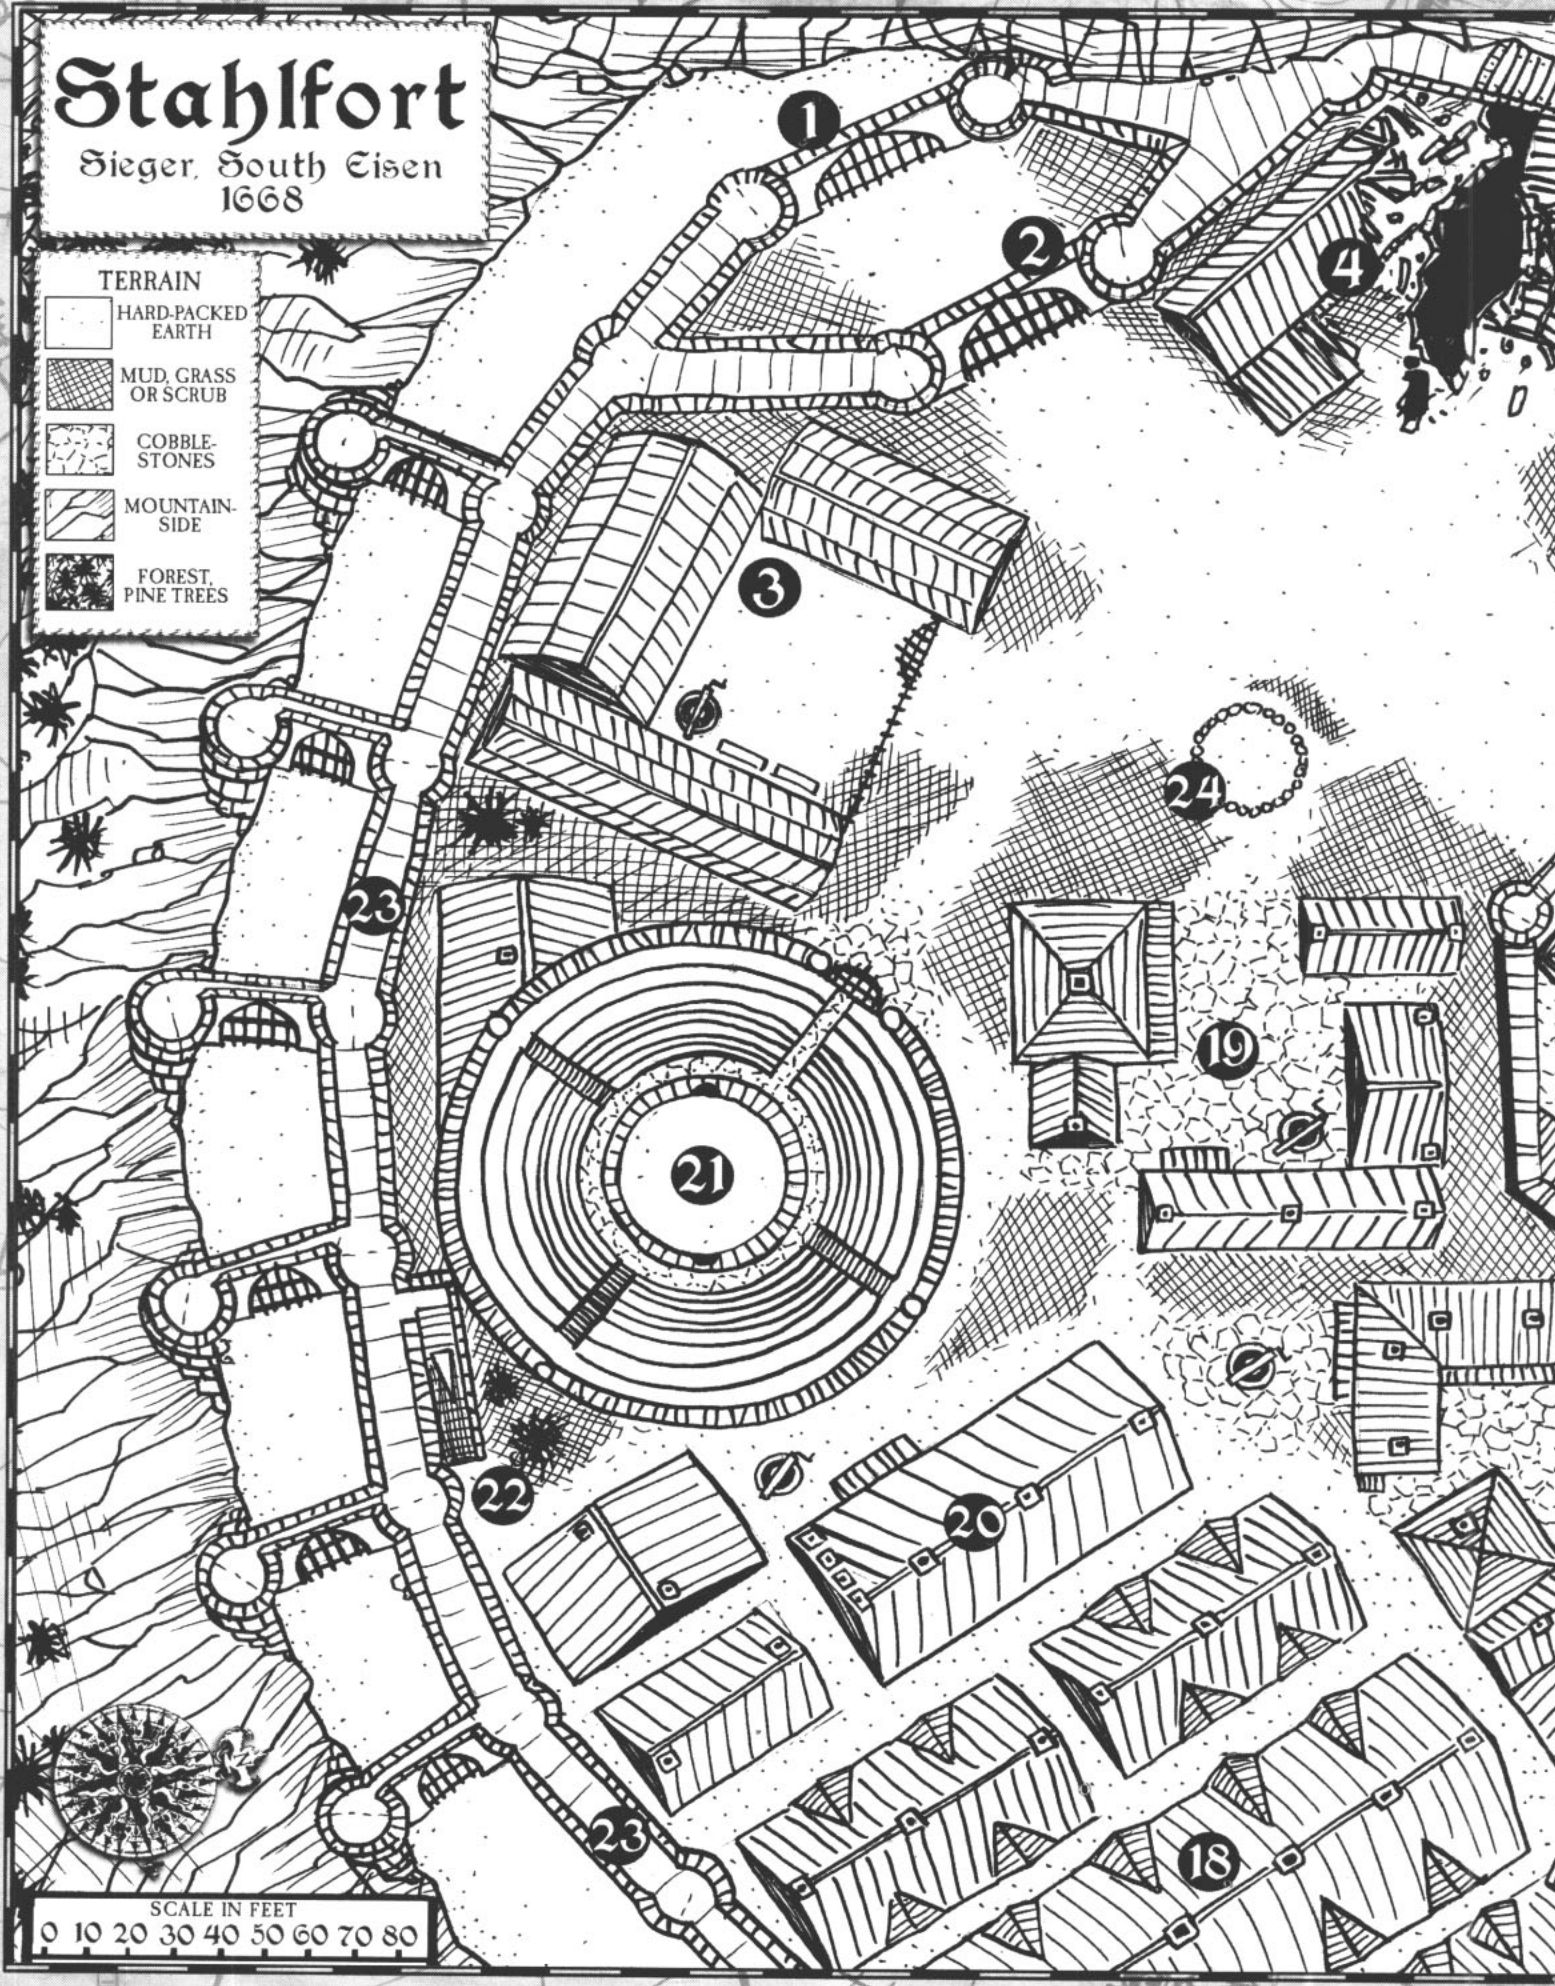 Stahlfort
Sieger, South Eisen
1668
TERRAIN
HARD-PACKED
EARTH
MUD, GRASS
OR SCRUB
COBBLE-
STONES
MOUNTAIN-
SIDE
FOREST,
PINE TREES
1
2
4
3
24
23
19
21
22
20
23
18
SCALE IN FEET
0 10 20 30 40 50 60 70 80